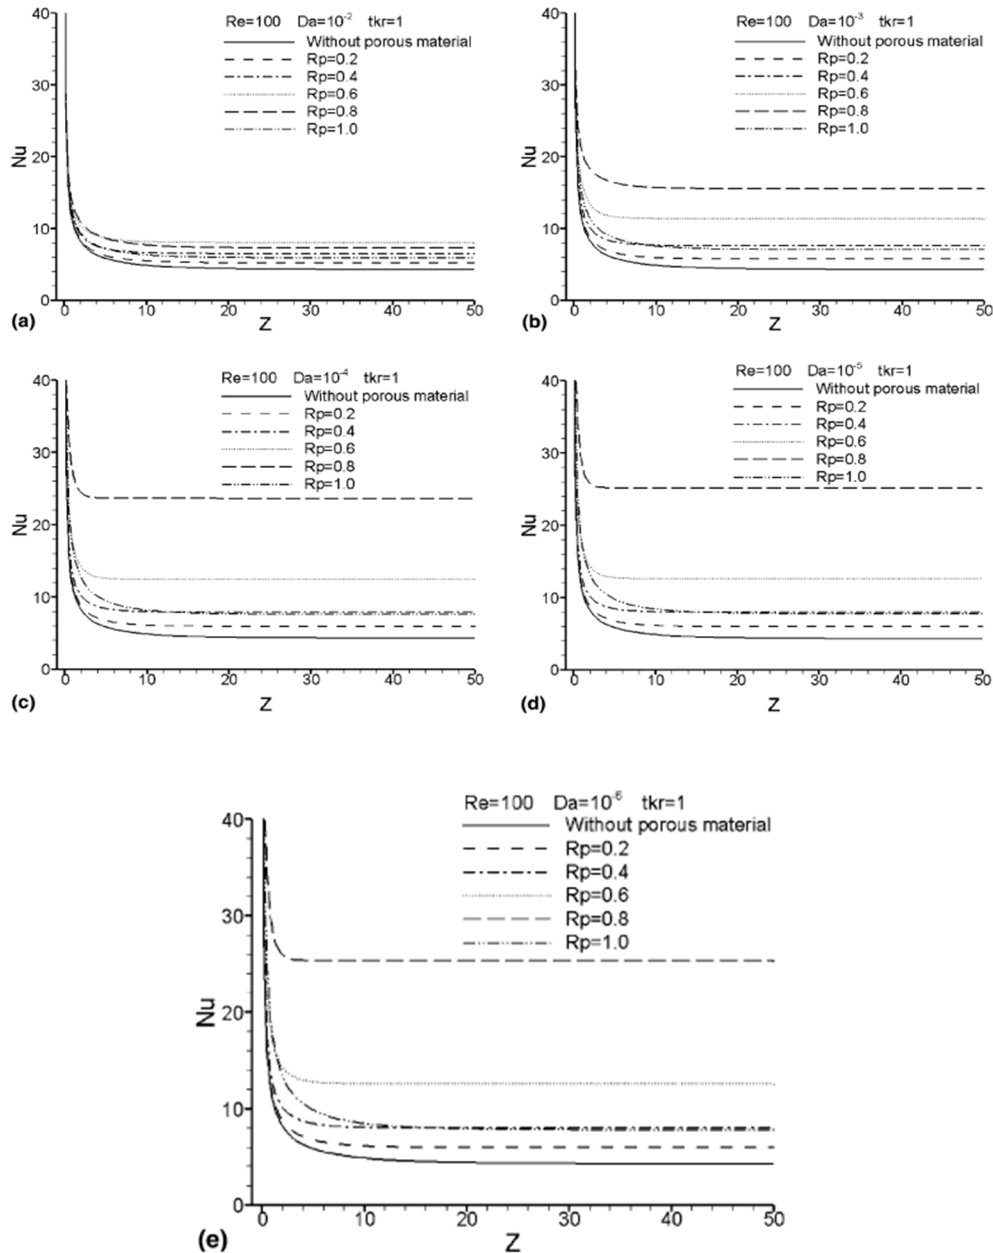 Re=100 Da=10-2 tkr=1
Without porous material
Rp=0.2
Rp=0.4
Rp=0.6
Rp=0.8
Rp=1.0
40
30
20
10
0
Nu
0 10 20 30 40 50
Z
(a)
Re=100 Da=10-3 tkr=1
Without porous material
Rp=0.2
Rp=0.4
Rp=0.6
Rp=0.8
Rp=1.0
40
30
20
10
0
Nu
0 10 20 30 40 50
Z
(b)
Re=100 Da=10-4 tkr=1
Without porous material
Rp=0.2
Rp=0.4
Rp=0.6
Rp=0.8
Rp=1.0
40
30
20
10
0
Nu
0 10 20 30 40 50
Z
(c)
Re=100 Da=10-5 tkr=1
Without porous material
Rp=0.2
Rp=0.4
Rp=0.6
Rp=0.8
Rp=1.0
40
30
20
10
0
Nu
0 10 20 30 40 50
Z
(d)
Re=100 Da=10-6 tkr=1
Without porous material
Rp=0.2
Rp=0.4
Rp=0.6
Rp=0.8
Rp=1.0
40
30
20
10
0
Nu
0 10 20 30 40 50
Z
(e)